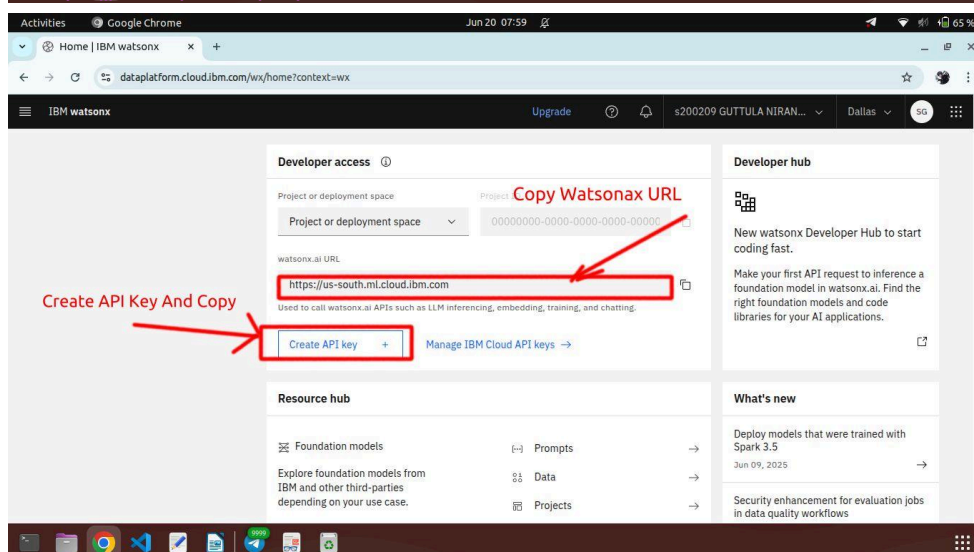 Activities Google Chrome Jun 20 07:59 65 %
Home | IBM watsonx
dataplatform.cloud.ibm.com/wx/home?context=wx
IBM watsonx Upgrade s200209 GUTTULA NIRAN... Dallas SG
Developer access
Project or deployment space
Project or deployment space
Copy Watsonax URL
00000000-0000-0000-0000-00000
watsonx.ai URL
https://us-south.ml.cloud.ibm.com
Used to call watsonx.ai APIs such as LLM inferencing, embedding, training, and chatting.
Create API Key And Copy
Create API key +
Manage IBM Cloud API keys →
Developer hub
New watsonx Developer Hub to start
coding fast.
Make your first API request to inference a
foundation model in watsonx.ai. Find the
right foundation models and code
libraries for your AI applications.
Resource hub
Foundation models
Explore foundation models from
IBM and other third-parties
depending on your use case.
Prompts →
Data →
Projects →
What's new
Deploy models that were trained with
Spark 3.5
Jun 09, 2025 →
Security enhancement for evaluation jobs
in data quality workflows
9999